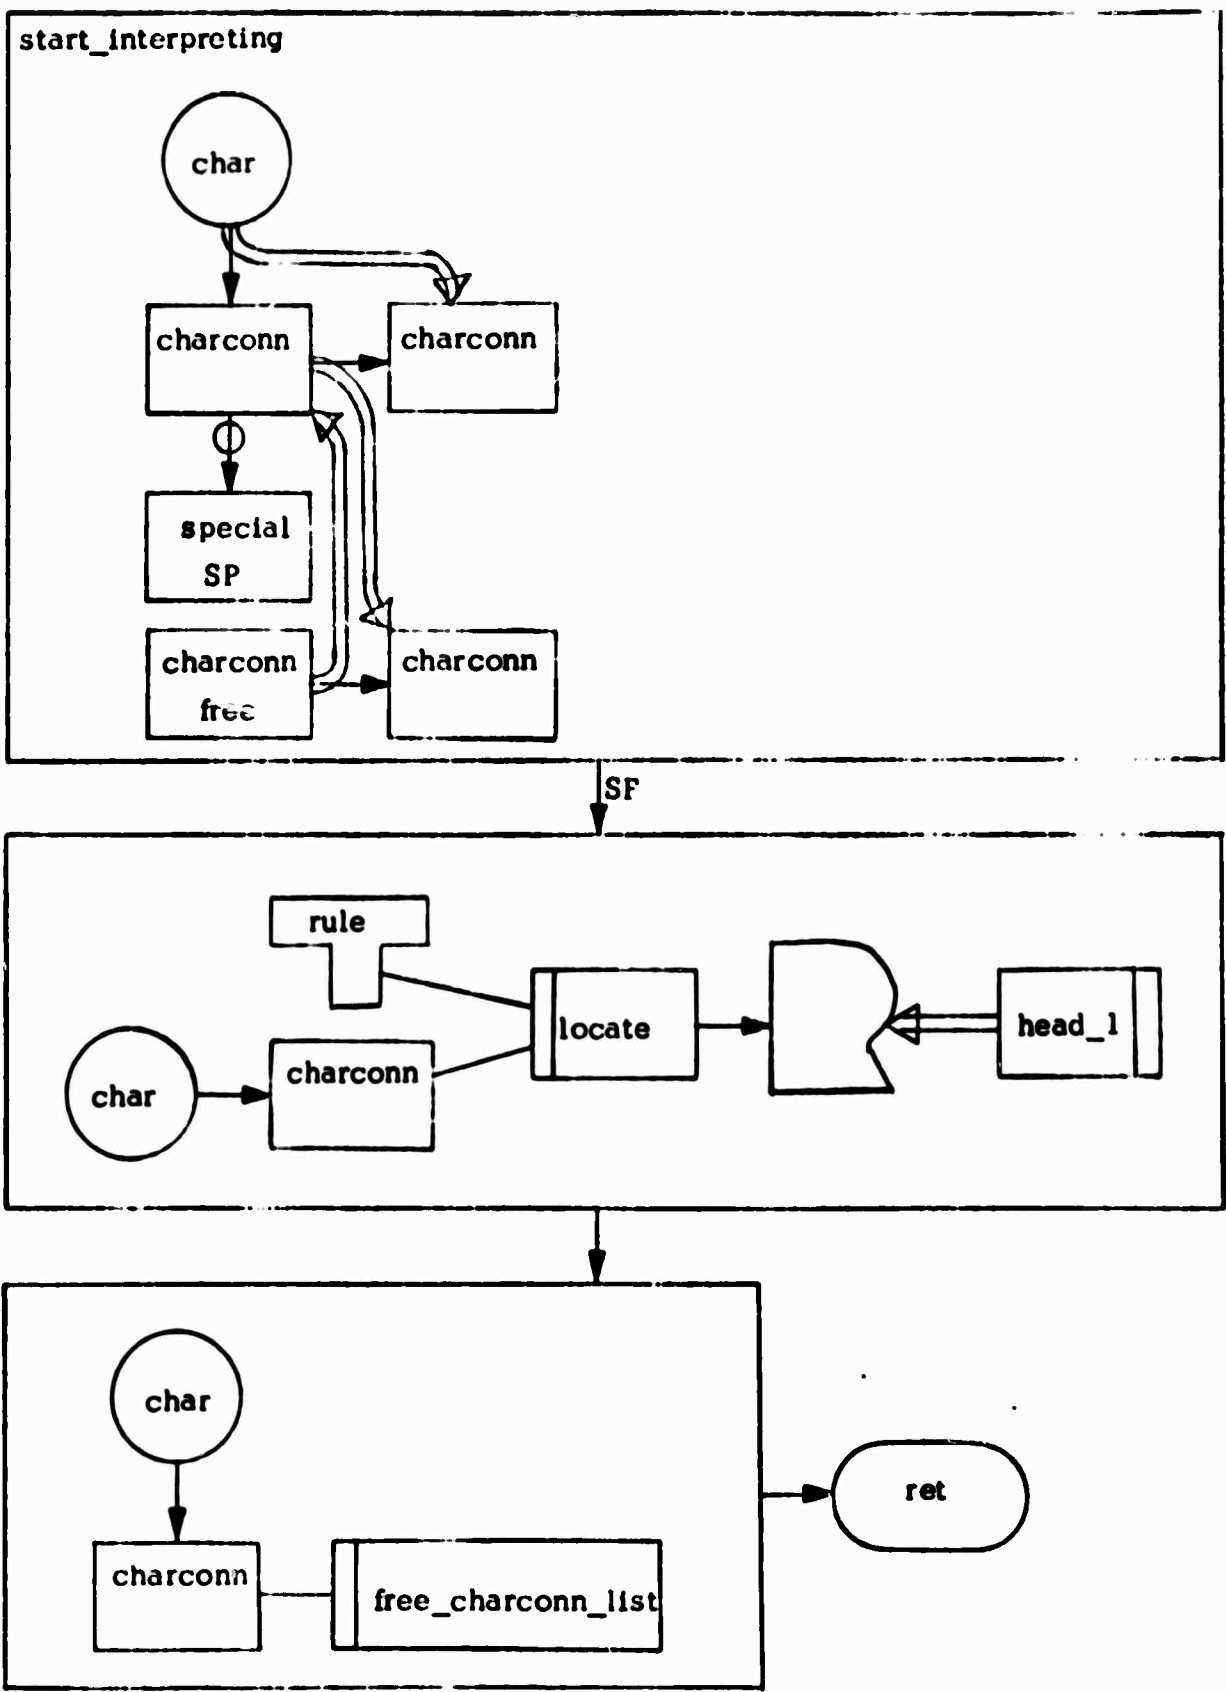 start_interpreting
char
charconn
charconn
special
SP
charconn
free
charconn
SF
rule
locate
head_1
char
charconn
char
ret
charconn
free_charconn_list